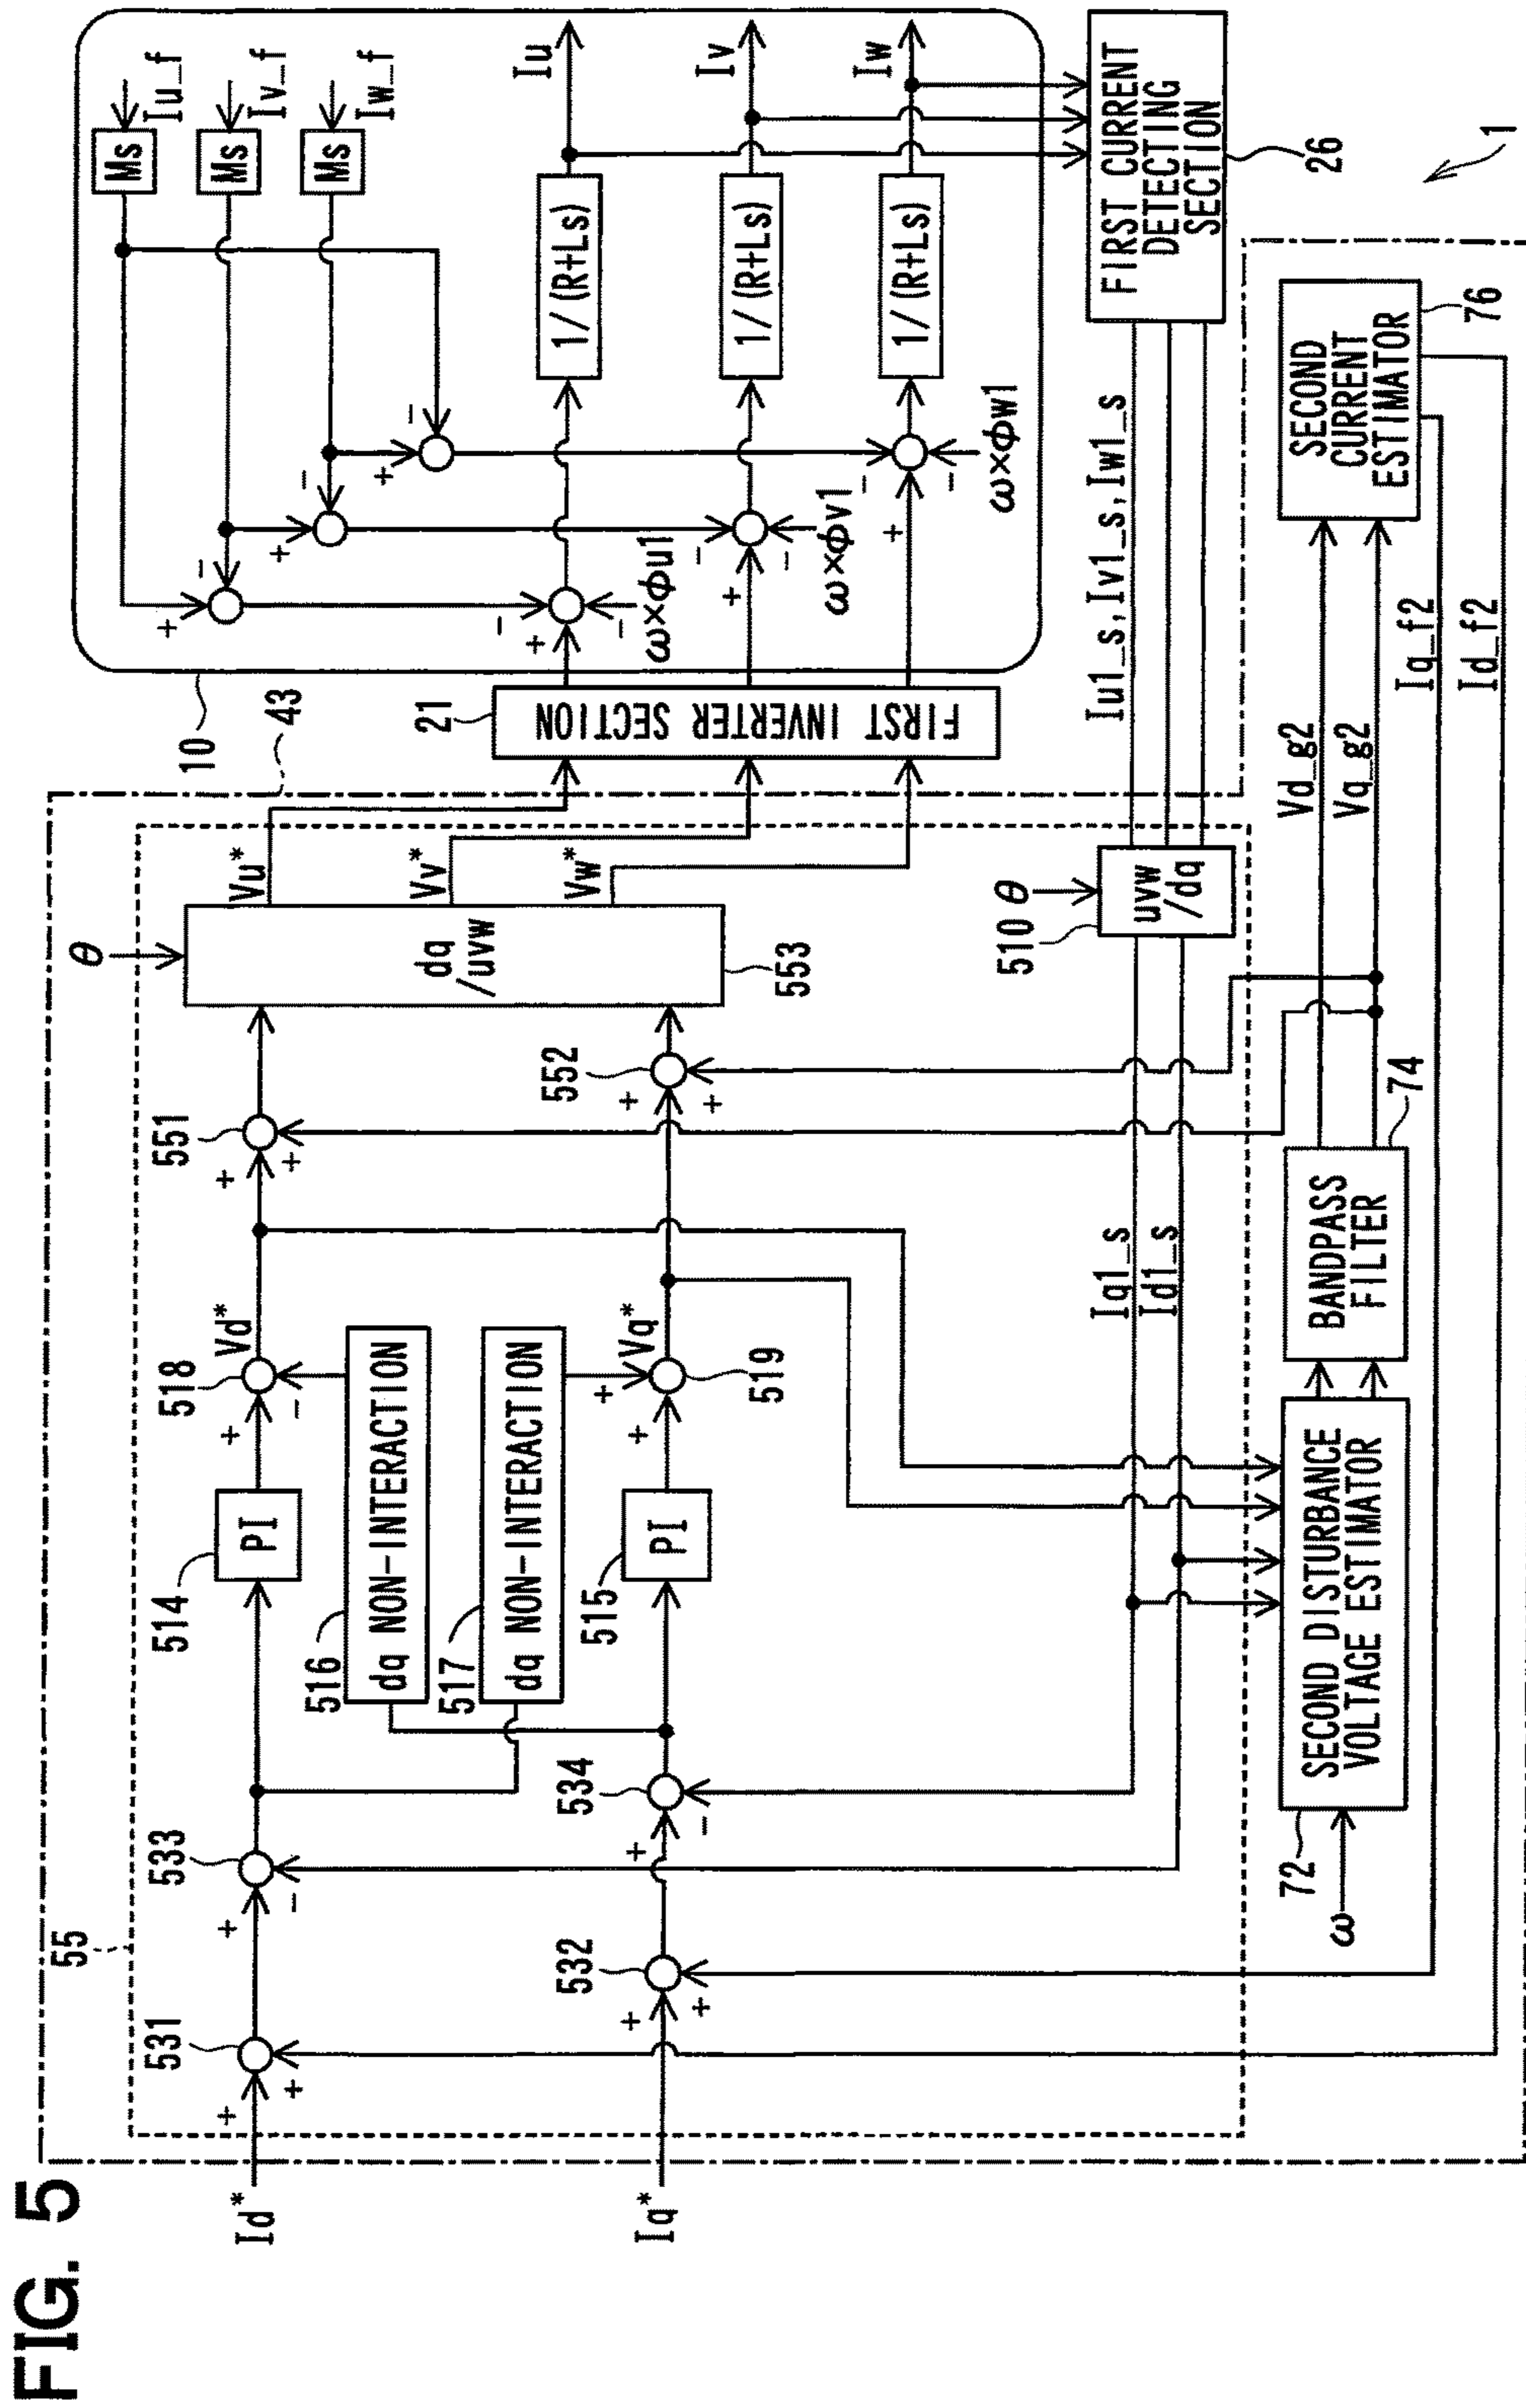 FIG. 5
Id*
Iq*
55
43
531
532
533
534
+
+
+
+
+
-
+
-
514
PI
515
PI
516
dq NON-INTERACTION
517
dq NON-INTERACTION
518
Vd*
+
-
519
Vq*
+
+
551
+
+
552
+
+
θ
dq
/uvw
553
Vu*
Vv*
Vw*
21
FIRST INVERTER SECTION
10
Ms
Iu_f
Ms
Iv_f
Ms
Iw_f
+
-
+
-
+
-
+
-
-
ω×Φu1
+
-
-
ω×Φv1
+
-
-
ω×Φw1
1/(R+Ls)
1/(R+Ls)
1/(R+Ls)
Iu
Iv
Iw
FIRST CURRENT
DETECTING
SECTION
26
Iu1_s,Iv1_s,Iw1_s
θ
510
uvw
/dq
Iq1_s
Id1_s
72
ω
SECOND DISTURBANCE
VOLTAGE ESTIMATOR
BANDPASS
FILTER
74
Vd_g2
Vq_g2
SECOND
CURRENT
ESTIMATOR
76
Iq_f2
Id_f2
1